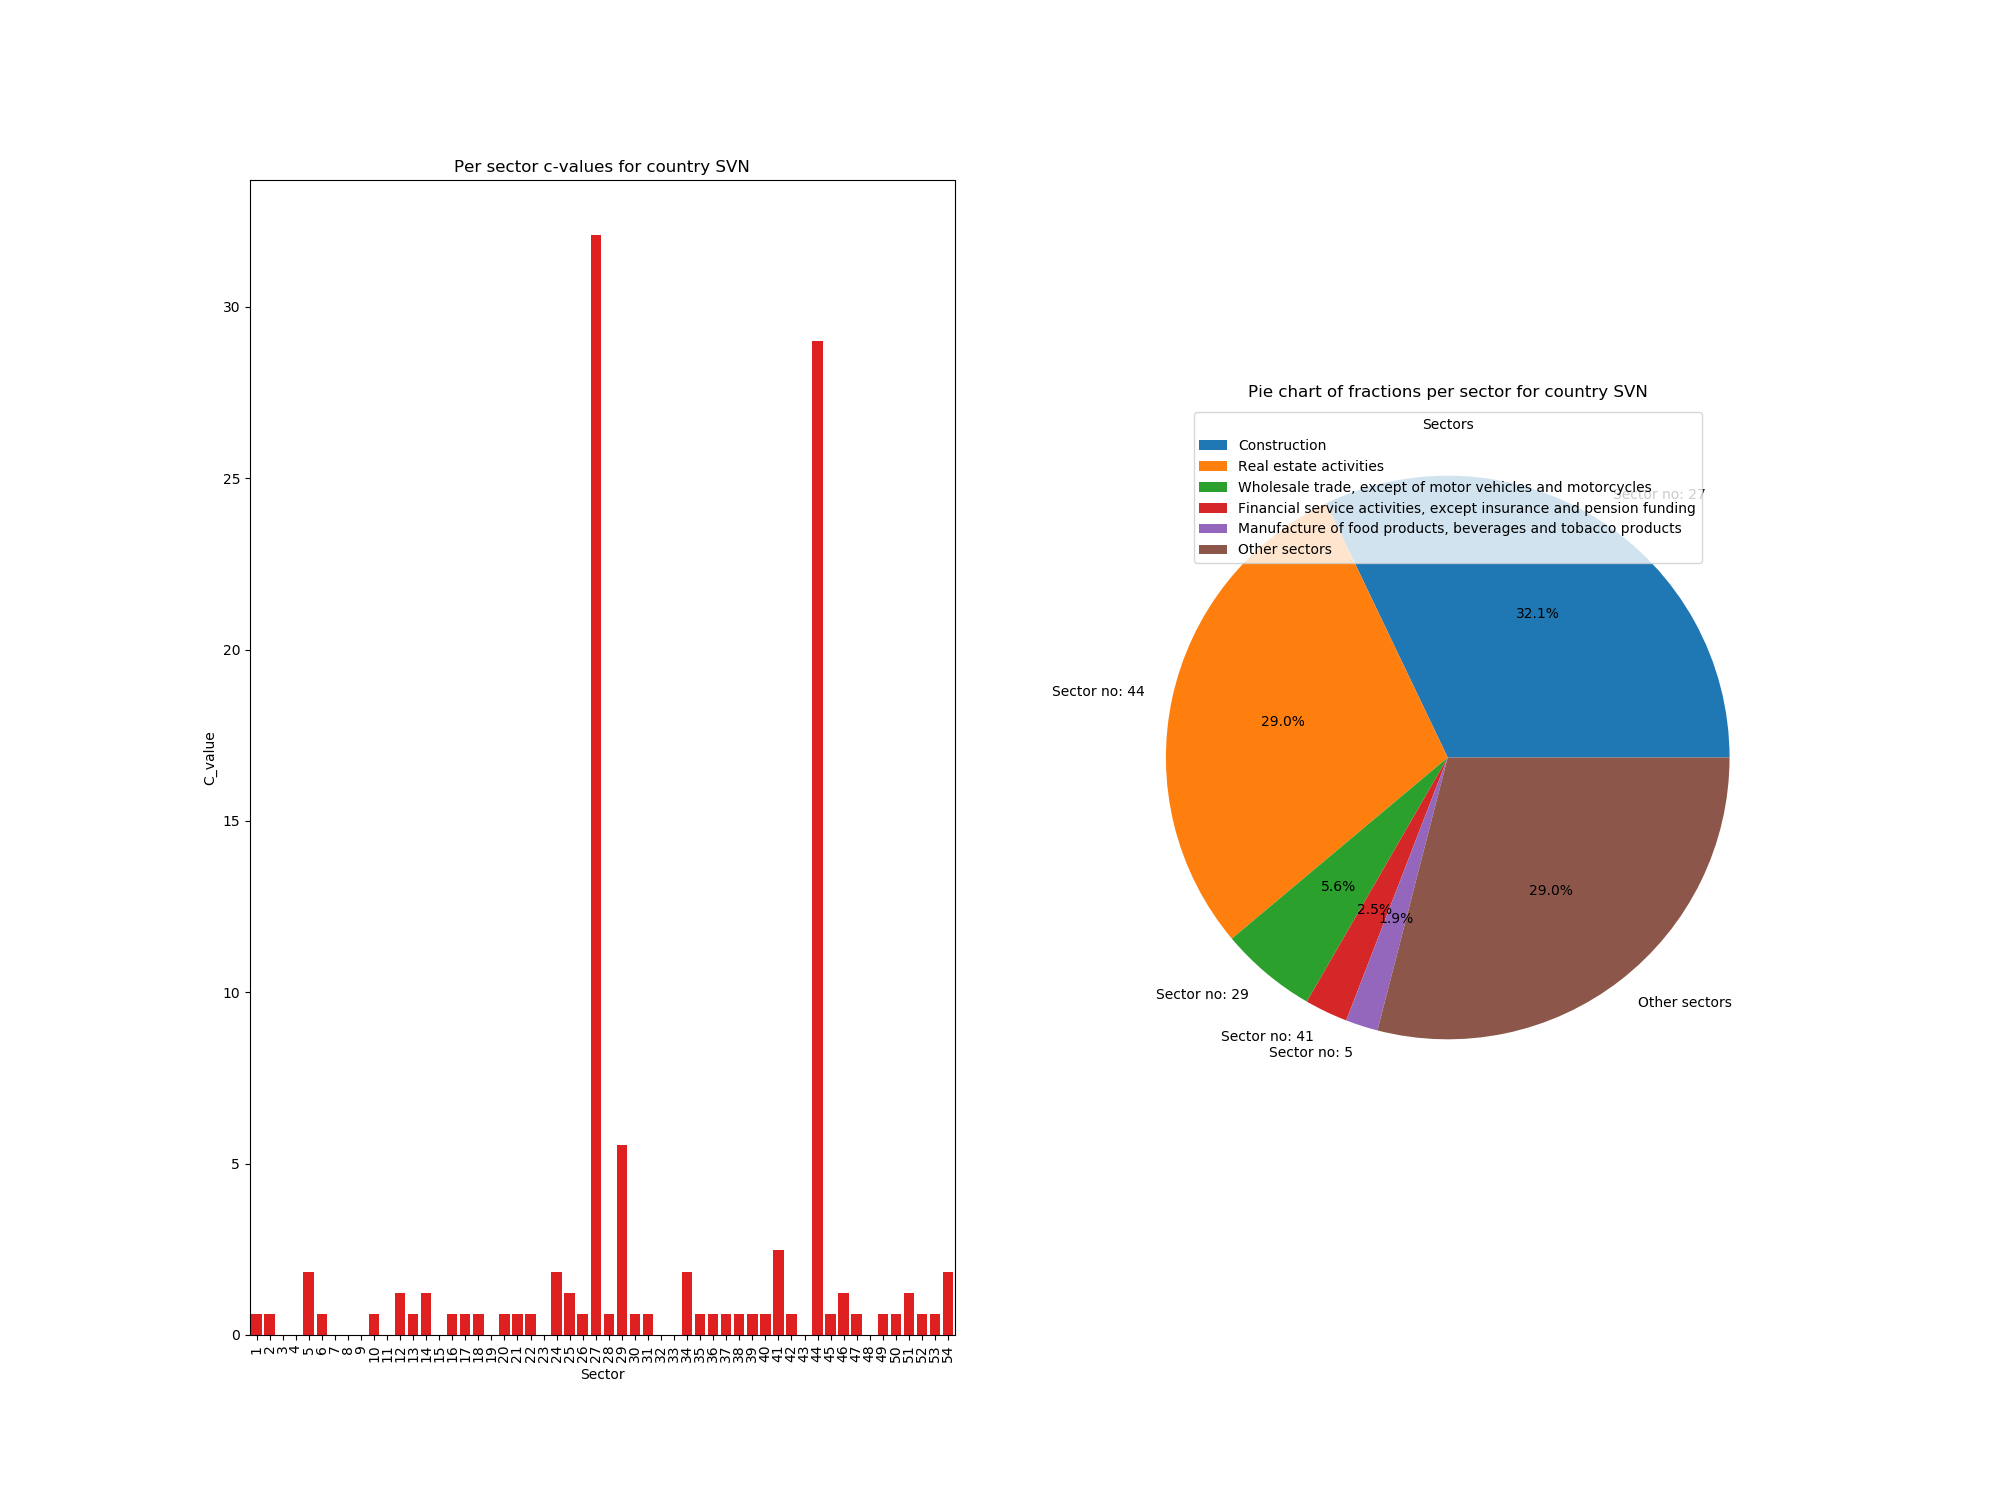 Per sector c-values for country SVN
30
25
20
15
10
5
0
C_value
1 2 3 4 5 6 7 8 9 10 11 12 13 14 15 16 17 18 19 20 21 22 23 24 25 26 27 28 29 30 31 32 33 34 35 36 37 38 39 40 41 42 43 44 45 46 47 48 49 50 51 52 53 54
Sector
Pie chart of fractions per sector for country SVN
Sectors
Construction
Real estate activities
Wholesale trade, except of motor vehicles and motorcycles
Sector no: 27
Financial service activities, except insurance and pension funding
Manufacture of food products, beverages and tobacco products
Other sectors
32.1%
Sector no: 44
29.0%
5.6%
29.0%
2.5%
1.9%
Sector no: 29
Other sectors
Sector no: 41
Sector no: 5